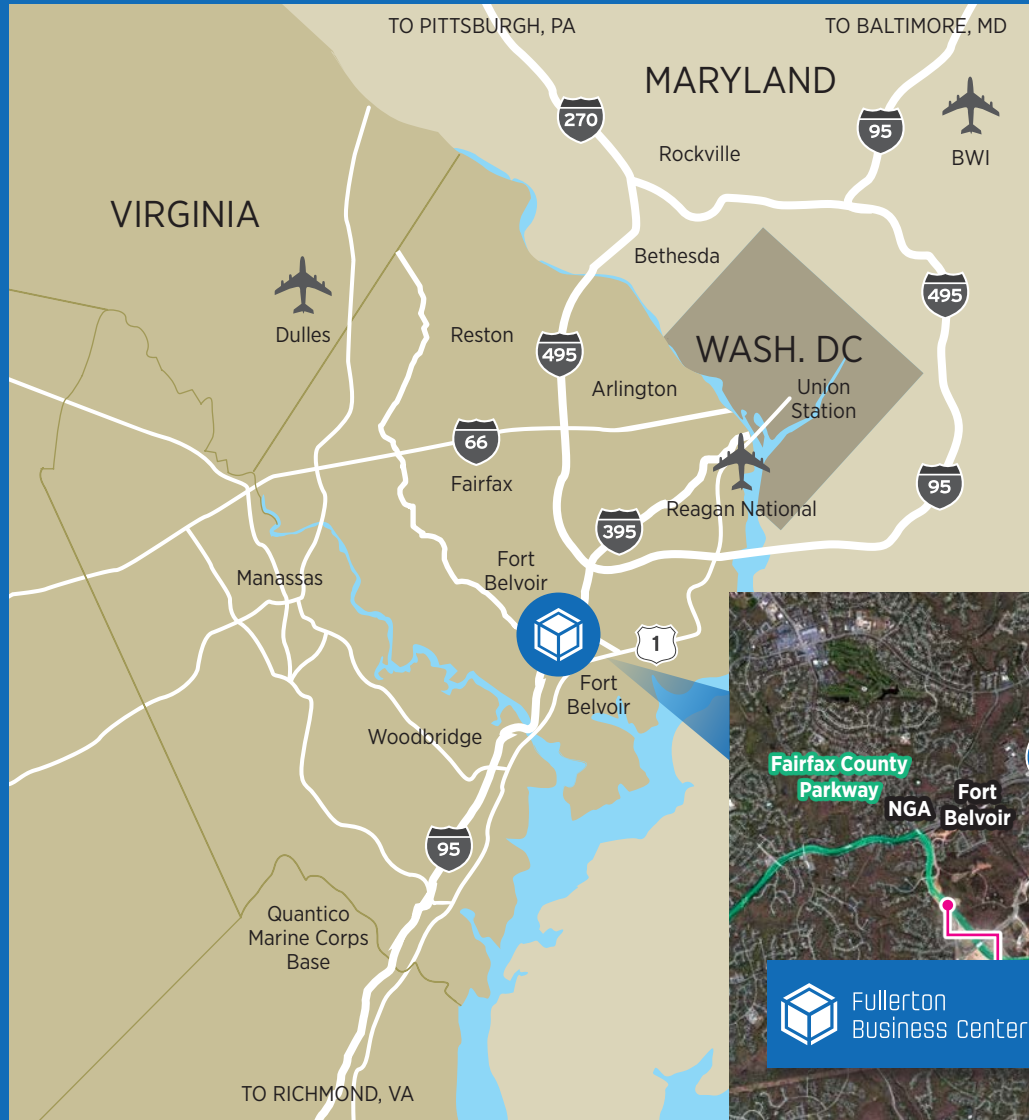 TO PITTSBURGH, PA
TO BALTIMORE, MD
MARYLAND
270
95
BWI
Rockville
VIRGINIA
Bethesda
Dulles
Reston
495
495
WASH. DC
Arlington
Union
Station
66
Fairfax
95
Reagan National
395
Fort
Belvoir
Manassas
1
Fort
Belvoir
Woodbridge
Fairfax County
Parkway
NGA
Fort
Belvoir
95
Quantico
Marine Corps
Base
Fullerton
Business Center
TO RICHMOND, VA